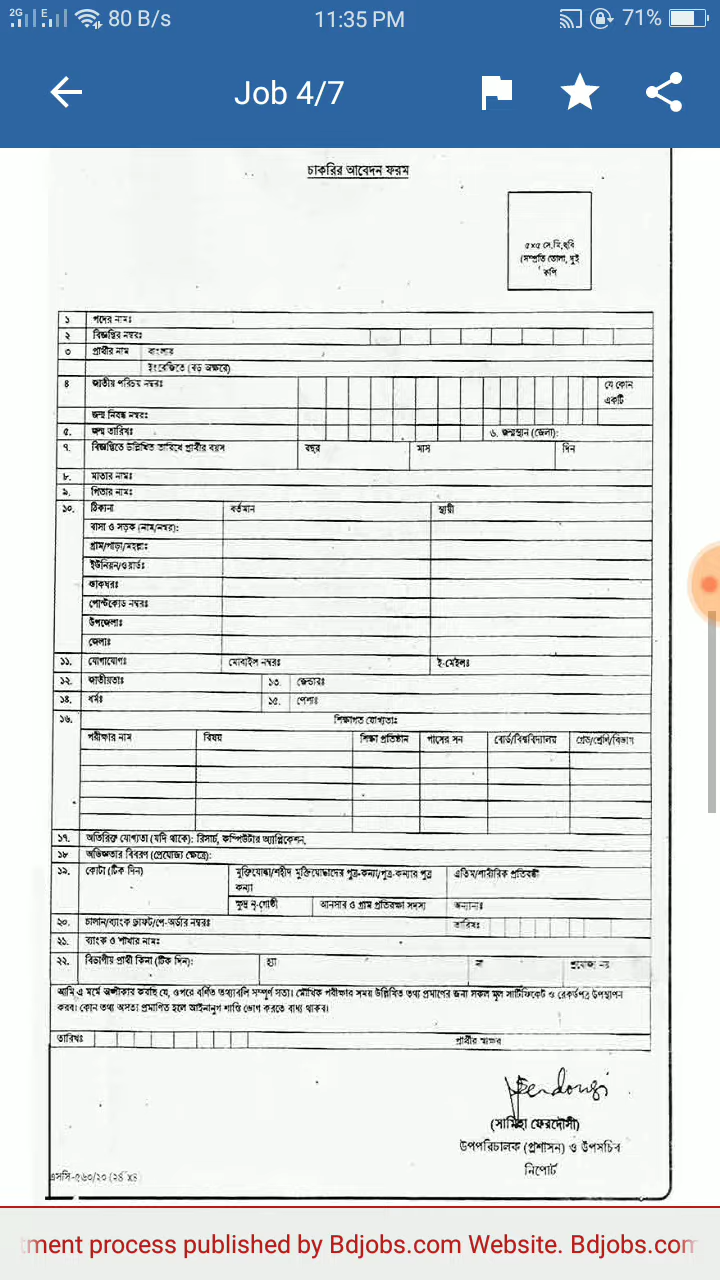 2G E 80 B/s 11:35 PM 71%
Job 4/7
চাকরির আবেদন ফরম
৫×৫ সে.মি.ছবি
(সম্প্রতি তোলা, দুই
কপি
১ পদের নাম:
২ বিজ্ঞপ্তির নম্বর:
৩ প্রার্থীর নাম বাংলায়
ইংরেজিতে (বড় অক্ষরে)
৪ জাতীয় পরিচয় নম্বর: যে কোন
একটি
জন্ম নিবন্ধ নম্বর:
৫. জন্ম তারিখ: ৬. জন্মস্থান (জেলা):
৭. বিজ্ঞপ্তিতে উল্লিখিত তারিখে প্রার্থীর বয়স বছর মাস দিন
৮. মাতার নাম:
৯. পিতার নাম:
১০. ঠিকানা বর্তমান স্থায়ী
বাসা ও সড়ক (নাম/নম্বর):
গ্রাম/পাড়া/মহল্লা:
ইউনিয়ন/ওয়ার্ড:
ডাকঘর:
পোস্টকোড নম্বর:
উপজেলা:
জেলা:
১১. যোগাযোগ: মোবাইল নম্বর: ই-মেইল:
১২. জাতীয়তা: ১৩. জেন্ডার:
১৪. ধর্ম: ১৫. পেশা:
১৬. শিক্ষাগত যোগ্যতা:
পরীক্ষার নাম বিষয় শিক্ষা প্রতিষ্ঠান পাসের সন বোর্ড/বিশ্ববিদ্যালয় গ্রেড/শ্রেণি/বিভাগ
১৭. অতিরিক্ত যোগ্যতা (যদি থাকে): রিসার্চ, কম্পিউটার অ্যাপ্লিকেশন,
১৮ অভিজ্ঞতার বিবরণ (প্রযোজ্য ক্ষেত্রে):
১৯. কোটা (টিক দিন) মুক্তিযোদ্ধা/শহীদ মুক্তিযোদ্ধাদের পুত্র-কন্যা/পুত্র-কন্যার পুত্র এতিম/শারীরিক প্রতিবন্ধী
কন্যা
ক্ষুদ্র নৃ-গোষ্ঠী আনসার ও গ্রাম প্রতিরক্ষা সদস্য অন্যান্য:
২০. চালান/ব্যাংক ড্রাফট/পে-অর্ডার নম্বর: তারিখ:
২১. ব্যাংক ও শাখার নাম:
২২. বিভাগীয় প্রার্থী কিনা (টিক দিন): হ্যা না প্রযোজ্য নয়
আমি এ মর্মে অঙ্গীকার করছি যে, ওপরে বর্ণিত তথ্যাবলি সম্পূর্ণ সত্য। মৌখিক পরীক্ষার সময় উল্লিখিত তথ্য প্রমাণের জন্য সকল মূল সার্টিফিকেট ও রেকর্ডপত্র উপস্থাপন
করব। কোন তথ্য অসত্য প্রমাণিত হলে আইনানুগ শাস্তি ভোগ করতে বাধ্য থাকব।
তারিখ: প্রার্থীর স্বাক্ষর
(সামিহা ফেরদৌসী)
উপপরিচালক (প্রশাসন) ও উপসচিব
নিপোর্ট
এসসি-৫৬০/২০ (২৪ x৪
tment process published by Bdjobs.com Website. Bdjobs.com